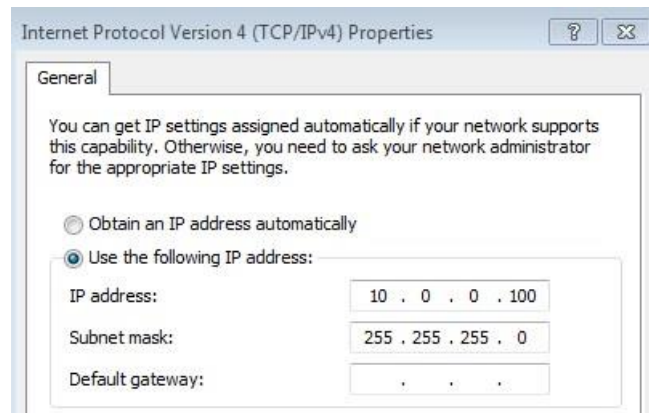 Internet Protocol Version 4 (TCP/IPv4) Properties
General
You can get IP settings assigned automatically if your network supports
this capability. Otherwise, you need to ask your network administrator
for the appropriate IP settings.
Obtain an IP address automatically
Use the following IP address:
IP address: 10 . 0 . 0 . 100
Subnet mask: 255 . 255 . 255 . 0
Default gateway: . . .